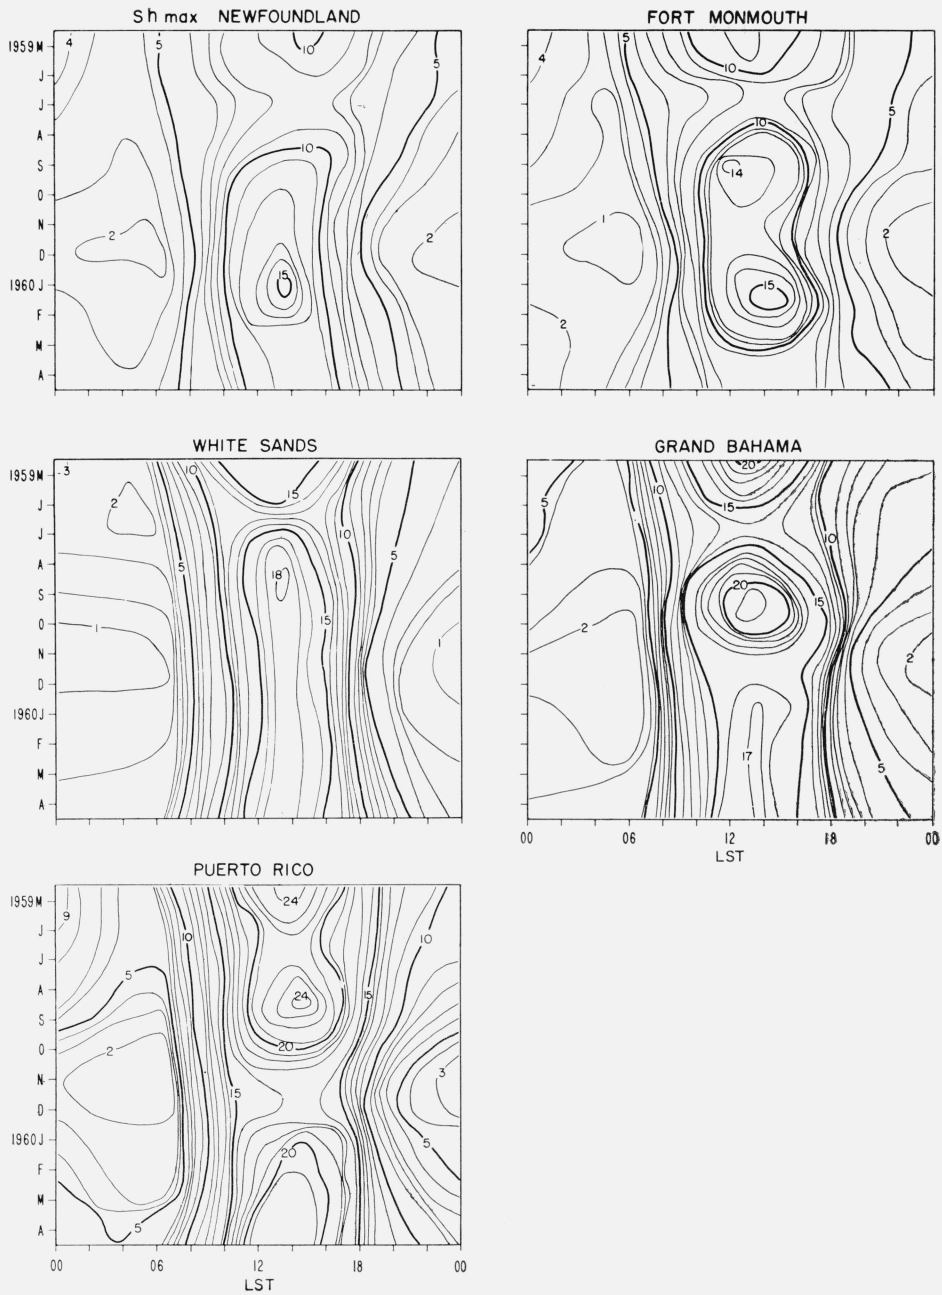 Sh max NEWFOUNDLAND
1959M
J
J
A
S
O
N
D
1960J
F
M
A
4
5
10
5
10
2
2
15
FORT MONMOUTH
4
5
10
5
10
14
1
2
15
2
WHITE SANDS
1959M
J
J
A
S
O
N
D
1960J
F
M
A
3
10
15
2
10
5
5
18
15
1
1
GRAND BAHAMA
20
5
10
15
10
20
15
2
2
17
5
00 06 12 18 00
LST
PUERTO RICO
1959M
J
J
A
S
O
N
D
1960J
F
M
A
24
9
10
10
5
24
15
20
2
3
15
20
5
5
00 06 12 18 00
LST